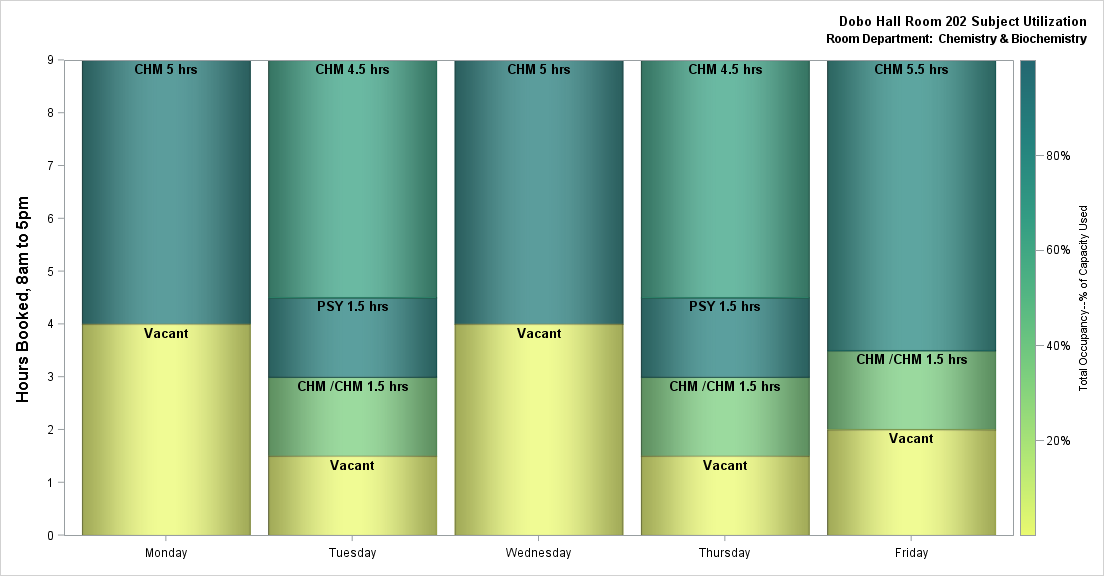 Dobo Hall Room 202 Subject Utilization
Room Department: Chemistry & Biochemistry
Hours Booked, 8am to 5pm
9
8
7
6
5
4
3
2
1
0
CHM 5 hrs
Vacant
CHM 4.5 hrs
PSY 1.5 hrs
CHM /CHM 1.5 hrs
Vacant
CHM 5 hrs
Vacant
CHM 4.5 hrs
PSY 1.5 hrs
CHM /CHM 1.5 hrs
Vacant
CHM 5.5 hrs
CHM /CHM 1.5 hrs
Vacant
Monday
Tuesday
Wednesday
Thursday
Friday
80%
60%
40%
20%
Total Occupancy--% of Capacity Used